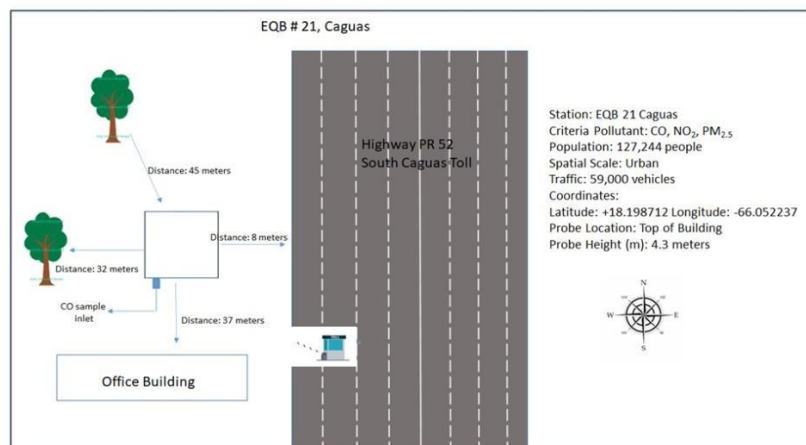 EQB # 21, Caguas
Highway PR 52
South Caguas Toll
Distance: 45 meters
Distance: 8 meters
Distance: 32 meters
CO sample
inlet
Distance: 37 meters
Office Building
Station: EQB 21 Caguas
Criteria Pollutant: CO, NO₂, PM₂.₅
Population: 127,244 people
Spatial Scale: Urban
Traffic: 59,000 vehicles
Coordinates:
Latitude: +18.198712 Longitude: -66.052237
Probe Location: Top of Building
Probe Height (m): 4.3 meters
N
W
E
S